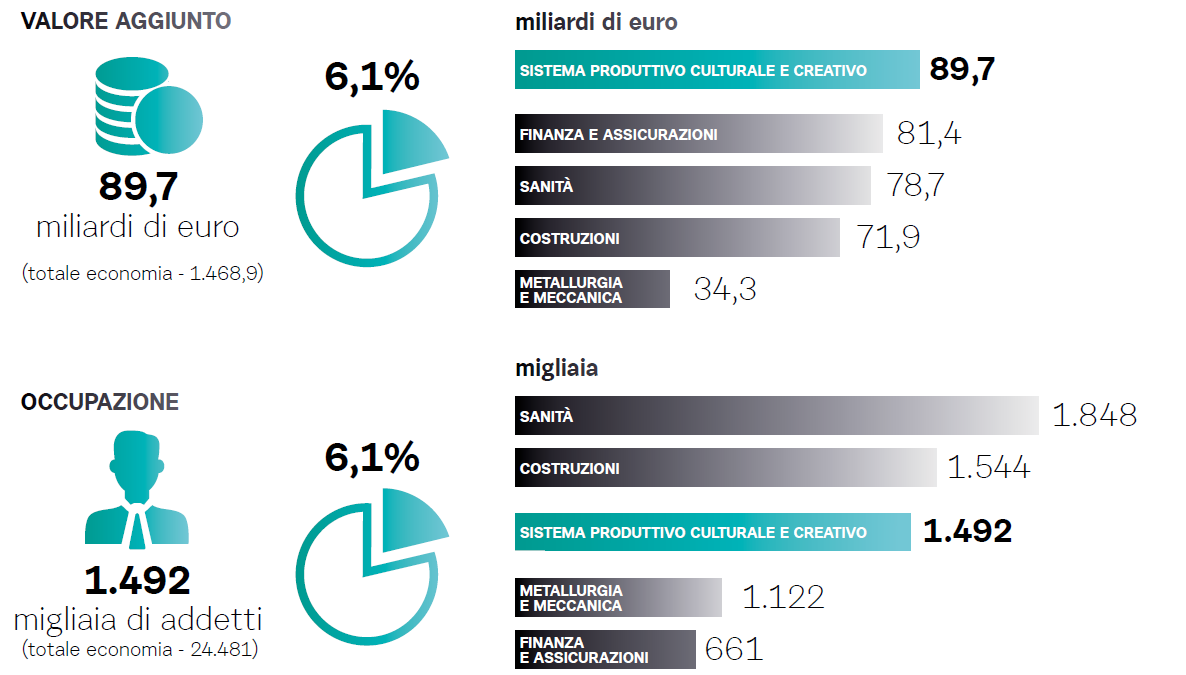 VALORE AGGIUNTO
89,7
miliardi di euro
(totale economia - 1.468,9)
6,1%
miliardi di euro
SISTEMA PRODUTTIVO CULTURALE E CREATIVO 89,7
FINANZA E ASSICURAZIONI 81,4
SANITÀ 78,7
COSTRUZIONI 71,9
METALLURGIA
E MECCANICA 34,3
OCCUPAZIONE
1.492
migliaia di addetti
(totale economia - 24.481)
6,1%
migliaia
SANITÀ 1.848
COSTRUZIONI 1.544
SISTEMA PRODUTTIVO CULTURALE E CREATIVO 1.492
METALLURGIA
E MECCANICA 1.122
FINANZA
E ASSICURAZIONI 661